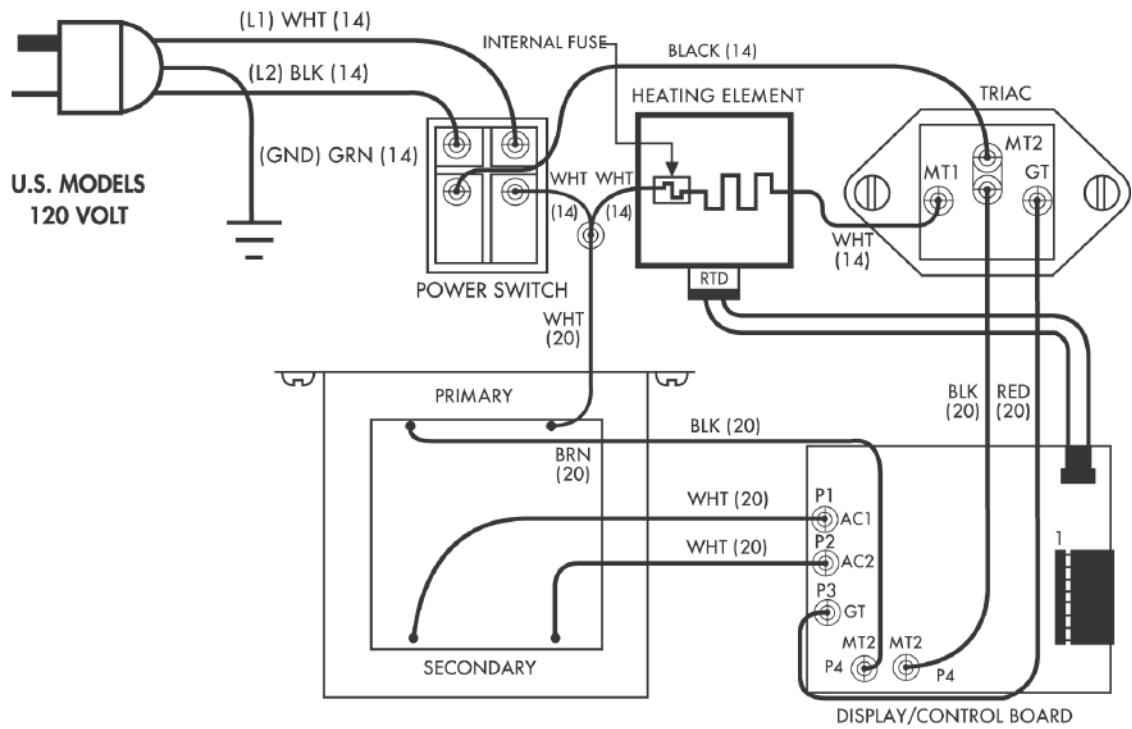 (L1) WHT (14)
INTERNAL FUSE
BLACK (14)
(L2) BLK (14)
HEATING ELEMENT
TRIAC
(GND) GRN (14)
MT2
U.S. MODELS
120 VOLT
WHT
(14)
WHT
(14)
MT1
GT
WHT
(14)
POWER SWITCH
RTD
WHT
(20)
PRIMARY
BLK
(20)
RED
(20)
BLK (20)
BRN
(20)
WHT (20)
P1
AC1
WHT (20)
P2
AC2
1
P3
GT
MT2
MT2
P4
P4
SECONDARY
DISPLAY/CONTROL BOARD